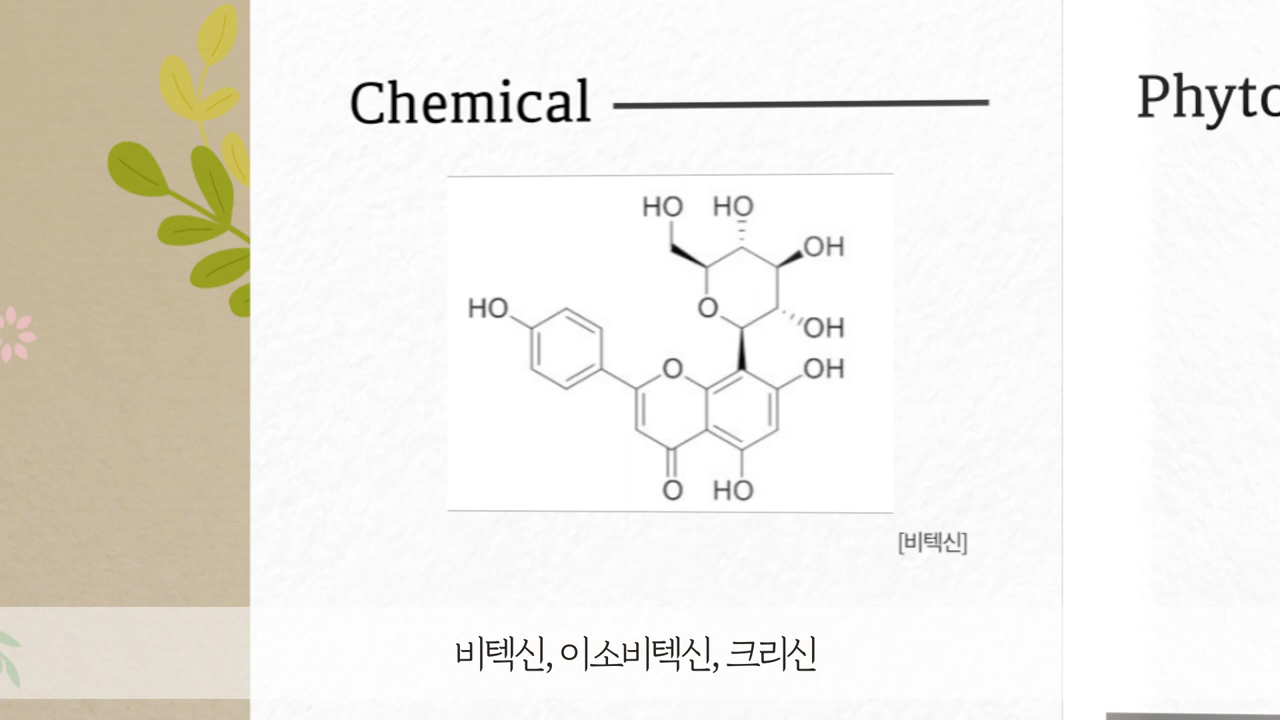 Chemical
Phyto
HO HO
OH
HO
O
OH
O
OH
O HO
[비텍신]
비텍신, 이소비텍신, 크리신